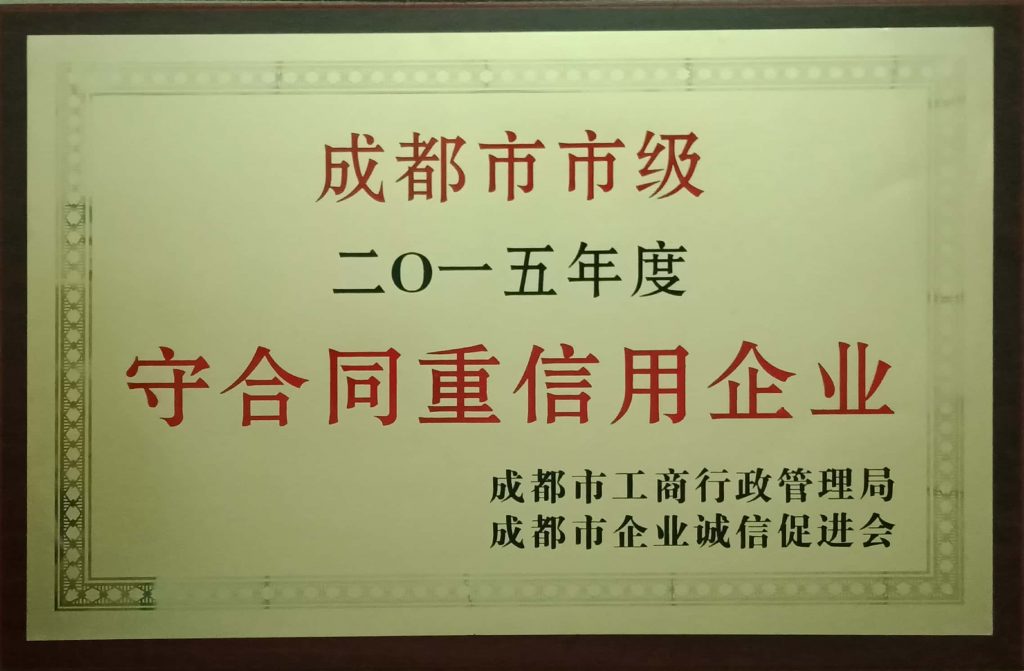 成都市市级
二〇一五年度
守合同重信用企业
成都市工商行政管理局
成都市企业诚信促进会